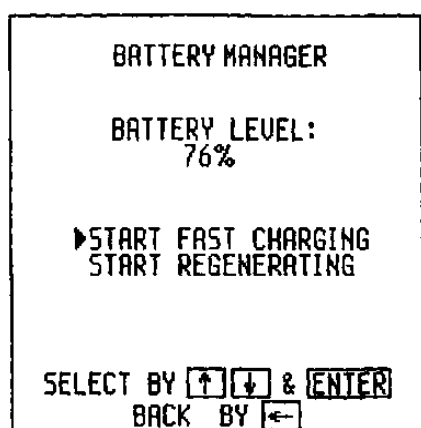 BATTERY MANAGER
BATTERY LEVEL:
76%
▶START FAST CHARGING
START REGENERATING
SELECT BY ↑ ↓ & ENTER
BACK BY ←